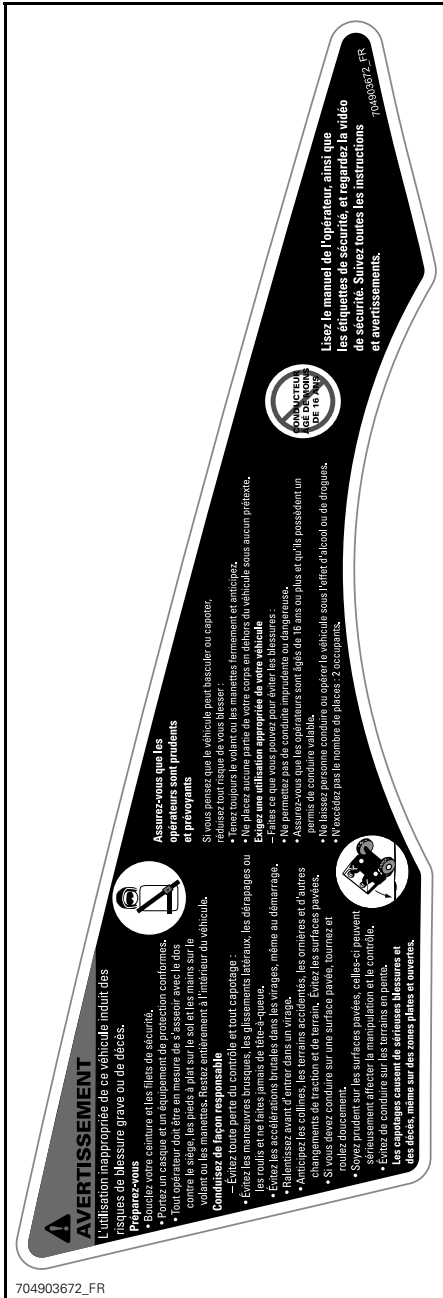 AVERTISSEMENT
L'utilisation inappropriée de ce véhicule induit des
risques de blessure grave ou de décès.
Préparez-vous
• Bouclez votre ceinture et les filets de sécurité.
• Portez un casque et un équipement de protection conformes.
• Tout opérateur doit être en mesure de s'asseoir avec le dos
contre le siège, les pieds à plat sur le sol et les mains sur le
volant ou les manettes. Restez entièrement à l'intérieur du véhicule.
Conduisez de façon responsable
– Évitez toute perte du contrôle et tout capotage :
• Évitez les manœuvres brusques, les glissements latéraux, les dérapages ou
les roulis et ne faites jamais de tête-à-queue.
• Évitez les accélérations brutales dans les virages, même au démarrage.
• Ralentissez avant d'entrer dans un virage.
• Anticipez les collines, les terrains accidentés, les ornières et d'autres
changements de traction et de terrain. Évitez les surfaces pavées.
• Si vous devez conduire sur une surface pavée, tournez et
roulez doucement.
• Soyez prudent sur les surfaces pavées, celles-ci peuvent
sérieusement affecter la manipulation et le contrôle.
• Évitez de conduire sur les terrains en pente.
Les capotages causent de sérieuses blessures et
des décès, même sur des zones plates et ouvertes.
Assurez-vous que les
opérateurs sont prudents
et prévoyants
Si vous pensez que le véhicule peut basculer ou capoter,
réduisez tout risque de vous blesser :
• Tenez toujours le volant ou les manettes fermement et anticipez.
• Ne placez aucune partie de votre corps en dehors du véhicule sous aucun prétexte.
Exigez une utilisation appropriée de votre véhicule
– Faites ce que vous pouvez pour éviter les blessures :
• Ne permettez pas de conduite imprudente ou dangereuse.
• Assurez-vous que les opérateurs sont âgés de 16 ans ou plus et qu'ils possèdent un
permis de conduire valable.
• Ne laissez personne conduire ou opérer le véhicule sous l'effet d'alcool ou de drogues.
• N'excédez pas le nombre de places : 2 occupants.
CONDUCTEUR
ÂGÉ DE MOINS
DE 16 ANS
Lisez le manuel de l'opérateur, ainsi que
les étiquettes de sécurité, et regardez la vidéo
de sécurité. Suivez toutes les instructions
et avertissements.
704903672_FR
704903672_FR